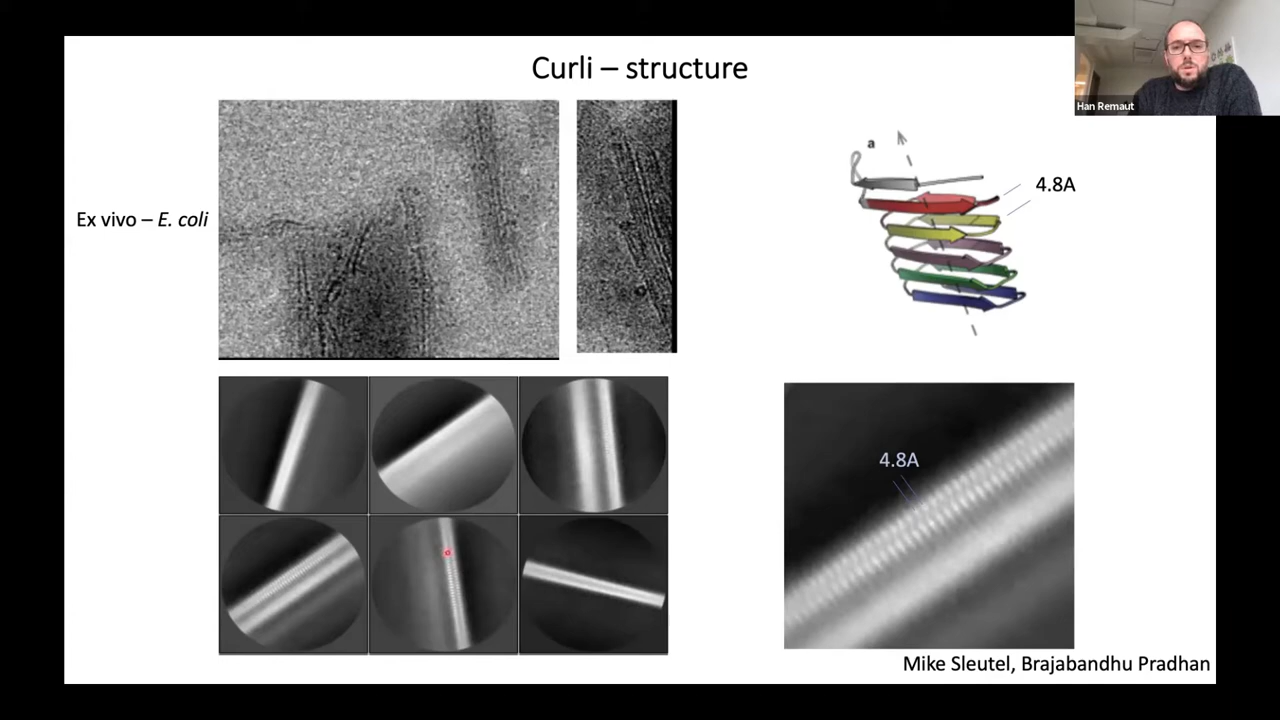 Curli – structure
Han Remaut
a
4.8A
Ex vivo – E. coli
4.8A
Mike Sleutel, Brajabandhu Pradhan